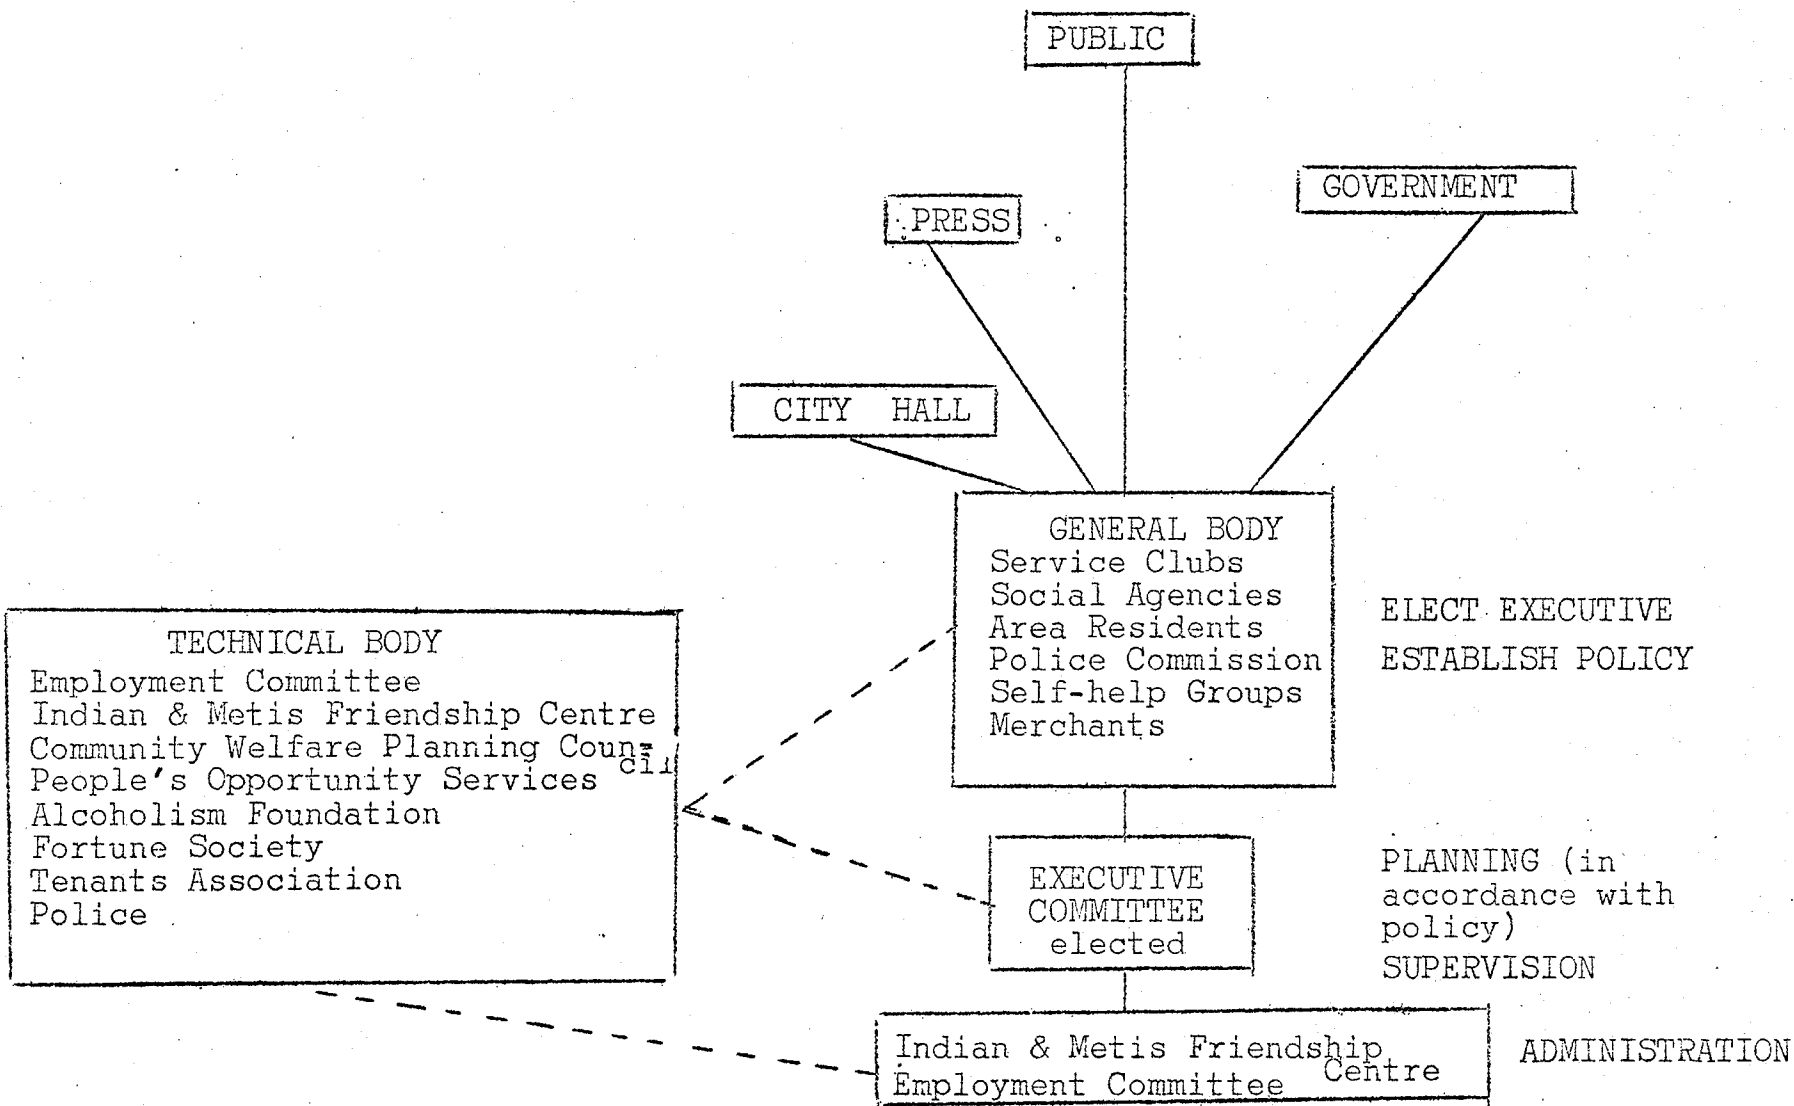 PUBLIC
GOVERNMENT
PRESS
CITY HALL
GENERAL BODY
Service Clubs
Social Agencies
Area Residents
Police Commission
Self-help Groups
Merchants
ELECT EXECUTIVE
ESTABLISH POLICY
TECHNICAL BODY
Employment Committee
Indian & Metis Friendship Centre
Community Welfare Planning Coun-
cil
People's Opportunity Services
Alcoholism Foundation
Fortune Society
Tenants Association
Police
EXECUTIVE
COMMITTEE
elected
PLANNING (in
accordance with
policy)
SUPERVISION
Indian & Metis Friendship
Centre
Employment Committee
ADMINISTRATION